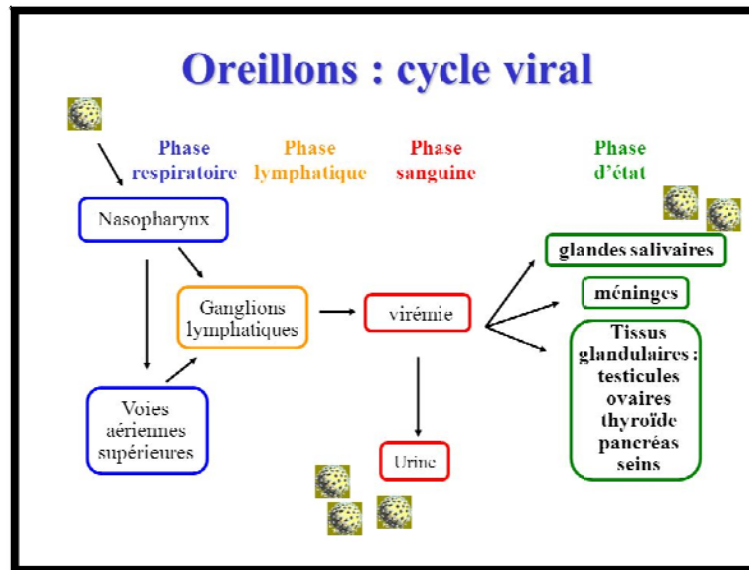 Oreillons : cycle viral
Phase
respiratoire
Phase
lymphatique
Phase
sanguine
Phase
d'état
Nasopharynx
Ganglions
lymphatiques
Voies
aériennes
supérieures
virémie
Urine
glandes salivaires
méninges
Tissus
glandulaires :
testicules
ovaires
thyroïde
pancréas
seins